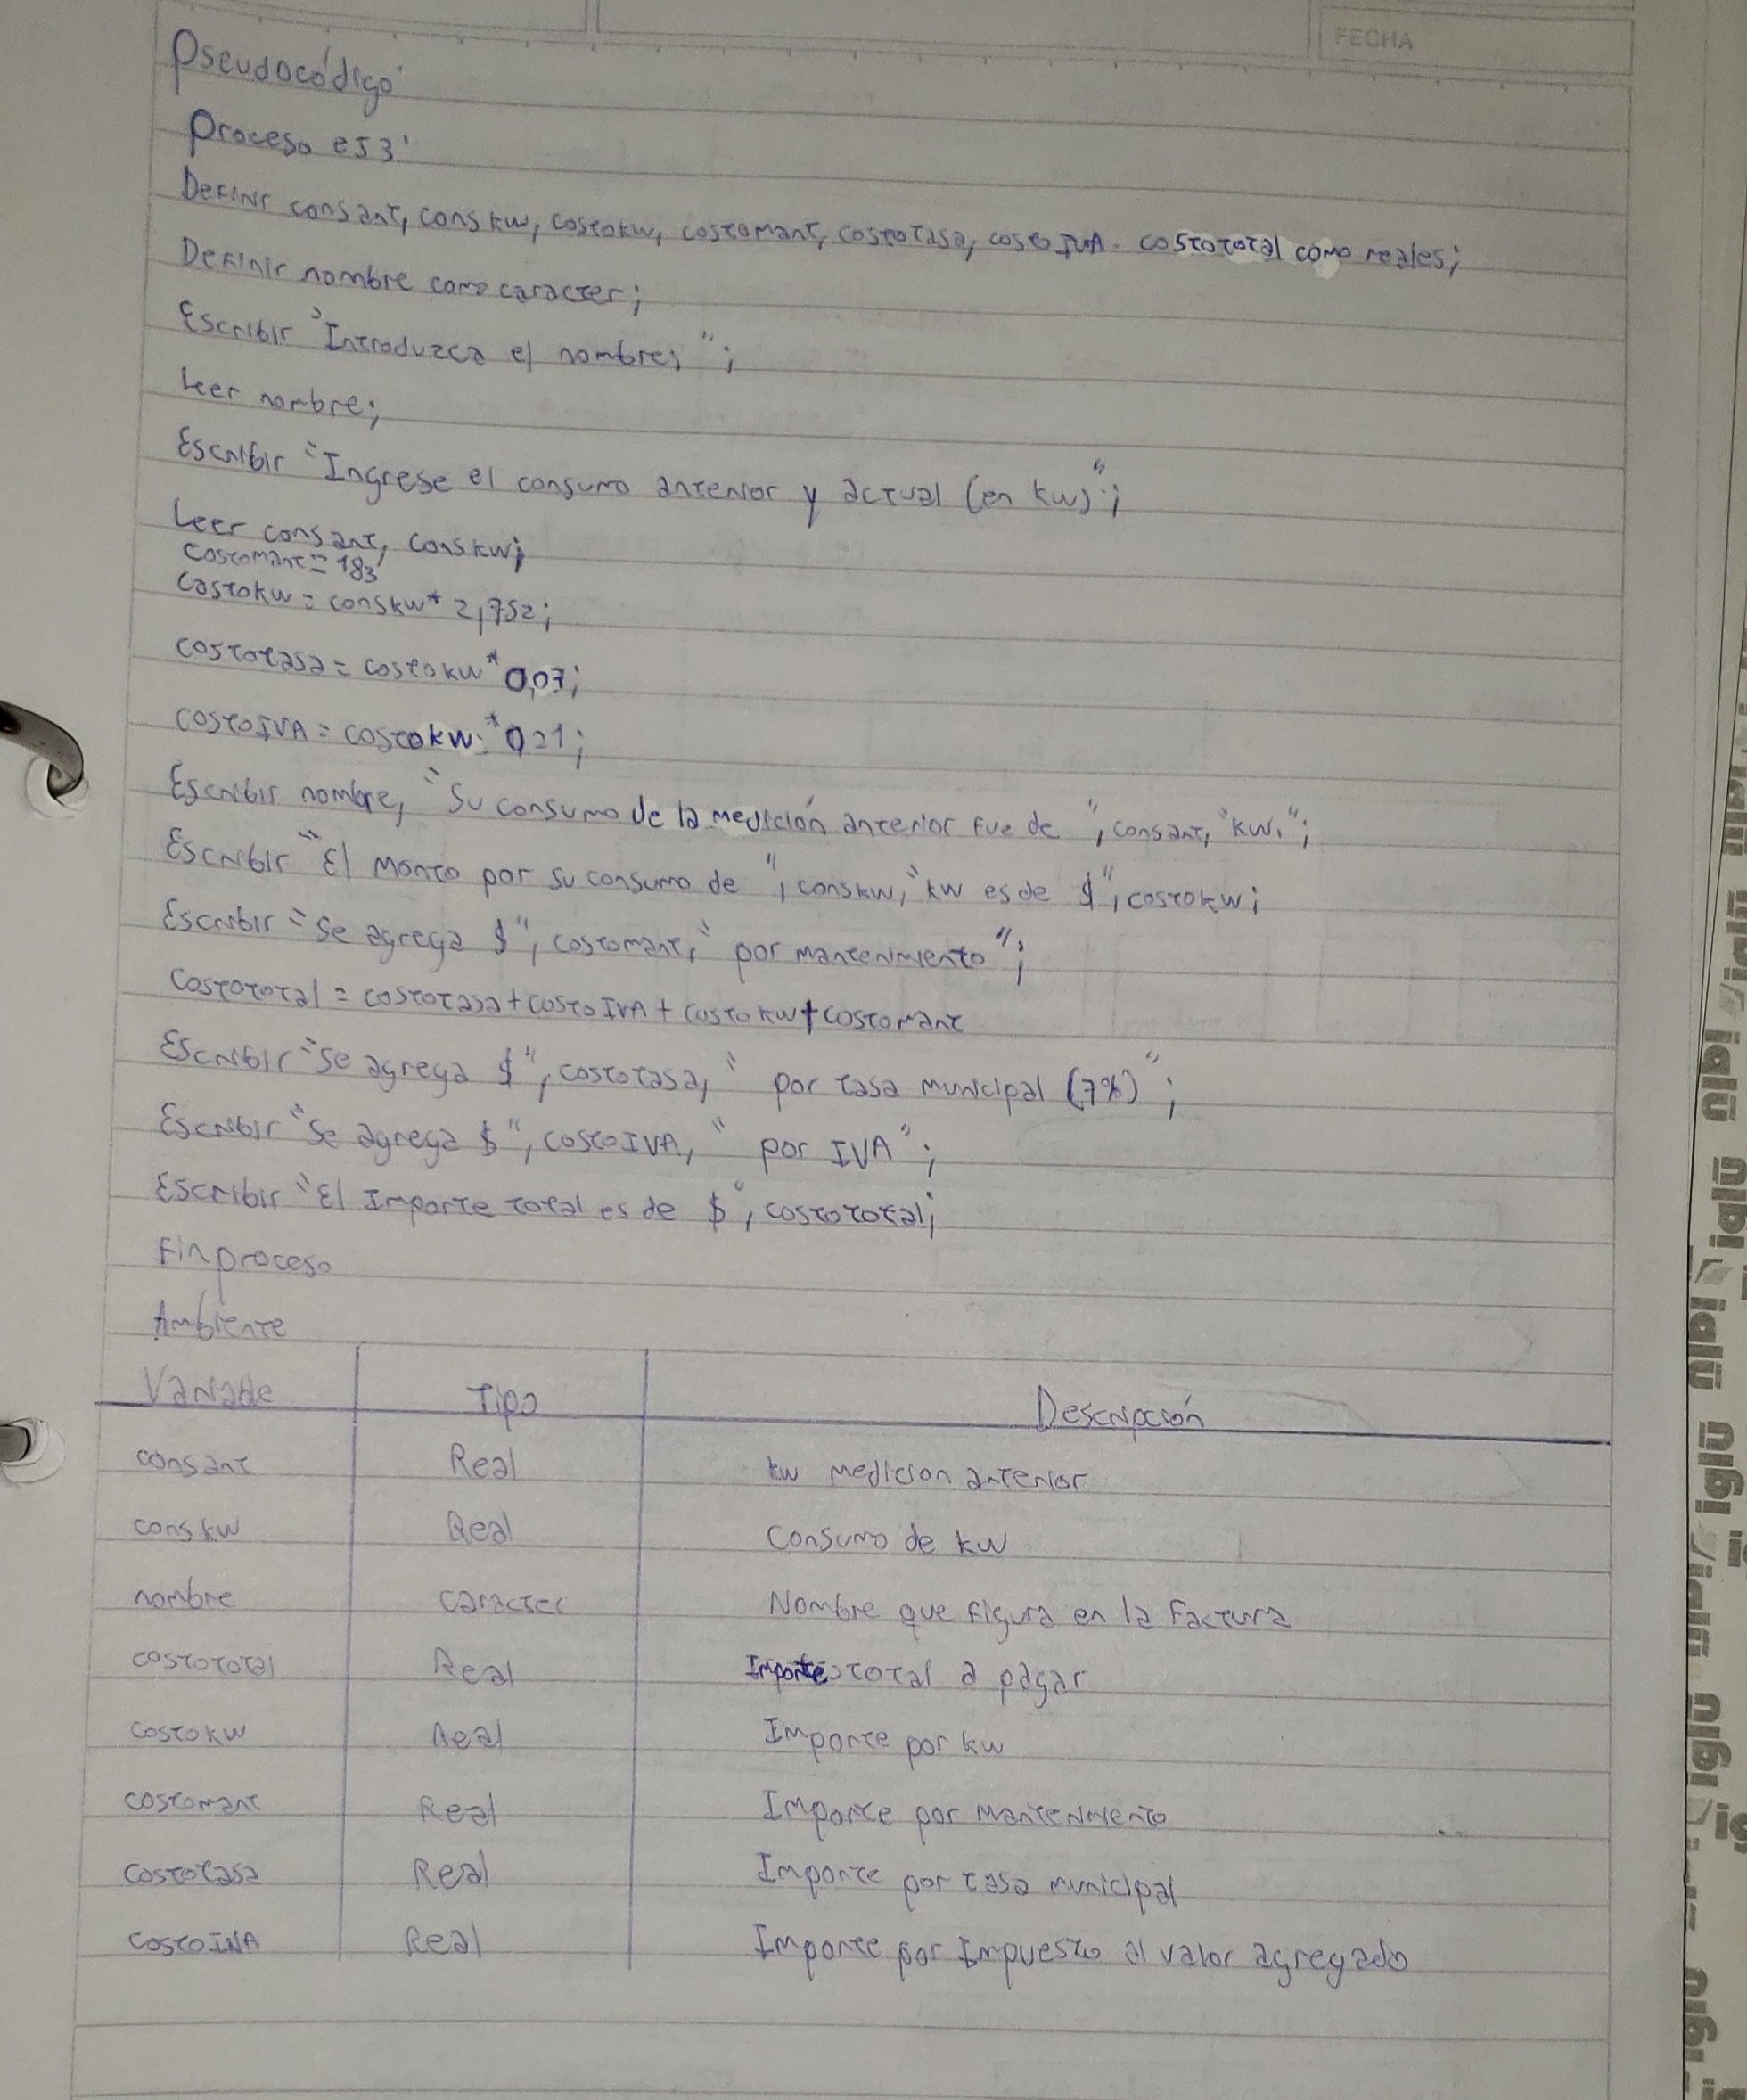 FECHA
Pseudocódigo
Proceso ej3
Definir consant, conskw, costokw, costomant, costotasa, costoIVA. costototal como reales;
Definir nombre como caracter;
Escribir "Introduzca el nombre; ";
Leer nombre;
Escribir "Ingrese el consumo anterior y actual (en kw)";
Leer consant, conskw;
costomant = 183
costokw = conskw * 2,752;
costotasa = costokw * 0,07;
costoIVA = costokw * 0,21;
Escribir nombre, "Su consumo de la medición anterior fue de ", consant, "kw.";
Escribir "El monto por su consumo de ", conskw, "kw es de $", costokw;
Escribir "Se agrega $", costomant, " por mantenimiento";
Costototal = costotasa + costoIVA + costokw + costomant
Escribir "Se agrega $", costotasa, " por tasa municipal (7%) ";
Escribir "Se agrega $", costoIVA, " por IVA";
Escribir "El Importe total es de $", costototal;
Finproceso
Ambiente
Variable Tipo Descripción
consant Real kw medicion anterior
conskw Real Consumo de kw
nombre caracter Nombre que figura en la factura
costototal Real Importe total a pagar
costokw Real Importe por kw
costomant Real Importe por mantenimiento
costotasa Real Importe por tasa municipal
costoIVA Real Importe por Impuesto al valor agregado
iglū